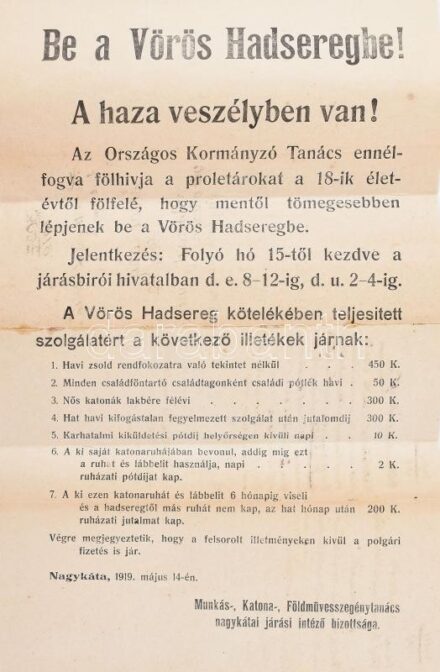 Be a Vörös Hadseregbe!
A haza veszélyben van!
Az Országos Kormányzó Tanács ennél-
fogva fölhivja a proletárokat a 18-ik élet-
évtől fölfelé, hogy mentől tömegesebben
lépjenek be a Vörös Hadseregbe.
Jelentkezés: Folyó hó 15-től kezdve a
járásbirói hivatalban d. e. 8-12-ig, d. u. 2-4-ig.
A Vörös Hadsereg kötelékében teljesitett
szolgálatért a következő illetékek járnak:
1. Havi zsold rendfokozatra való tekintet nélkül . . . 450 K.
2. Minden családföntartó családtagonként családi pótlék havi . 50 K.
3. Nős katonák lakbére félévi . . . . . 300 K.
4. Hat havi kifogástalan fegyelmezett szolgálat után jutalomdij 300 K.
5. Karhatalmi kiküldetési pótdij helyőrségen kivüli napi . . 10 K.
6. A ki saját katonaruhájában bevonul, addig mig ezt
a ruhát és lábbelit használja, napi . . . . . 2 K.
ruházati pótdijat kap.
7. A ki ezen katonaruhát és lábbelit 6 hónapig viseli
és a hadseregtől más ruhát nem kap, az hat hónap után 200 K.
ruházati jutalmat kap.
Végre megjegyeztetik, hogy a felsorolt illetményeken kivül a polgári
fizetés is jár.
Nagykáta, 1919. május 14-én.
Munkás-, Katona-, Földmüvesszegénytanács
nagykátai járási intéző bizottsága.
darabanth